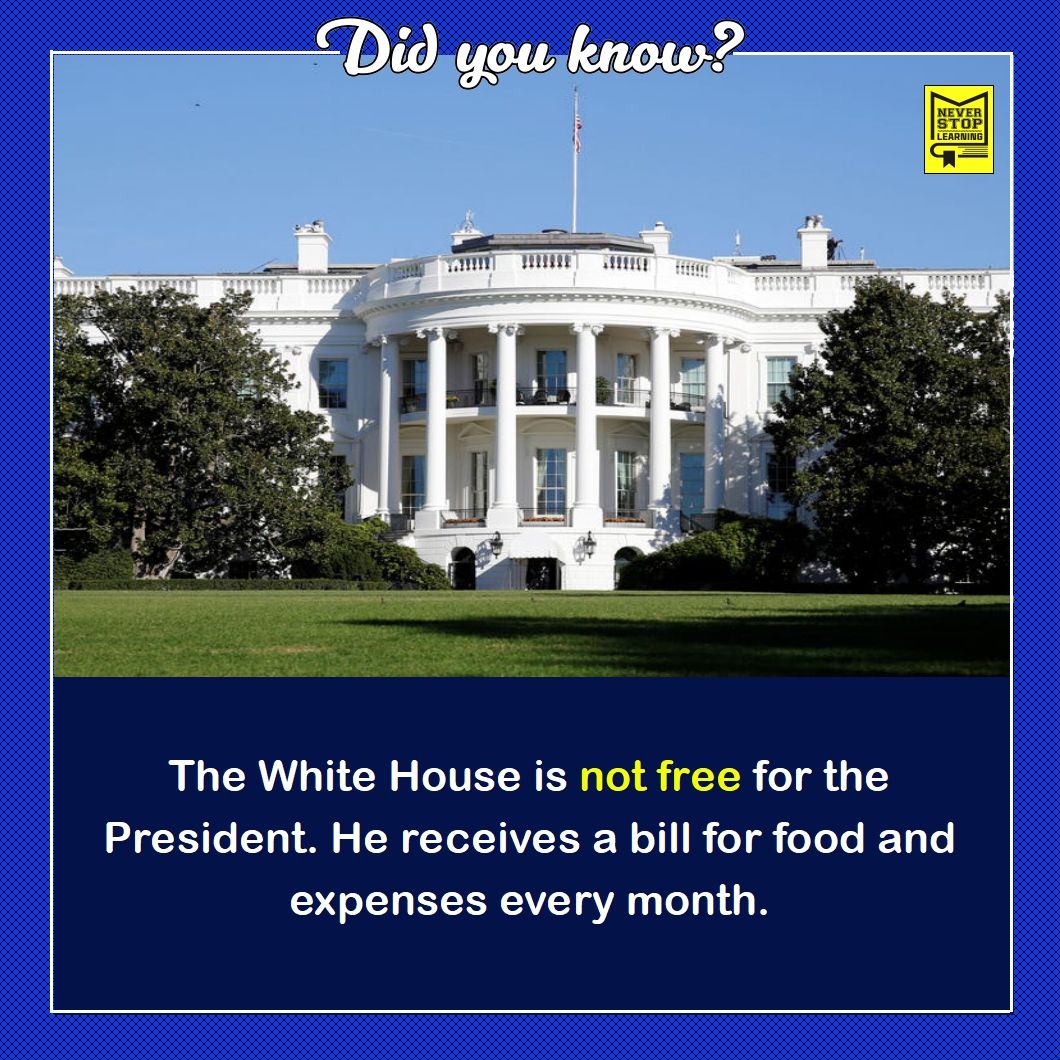 Did you know?
NEVER
STOP
LEARNING
The White House is not free for the
President. He receives a bill for food and
expenses every month.